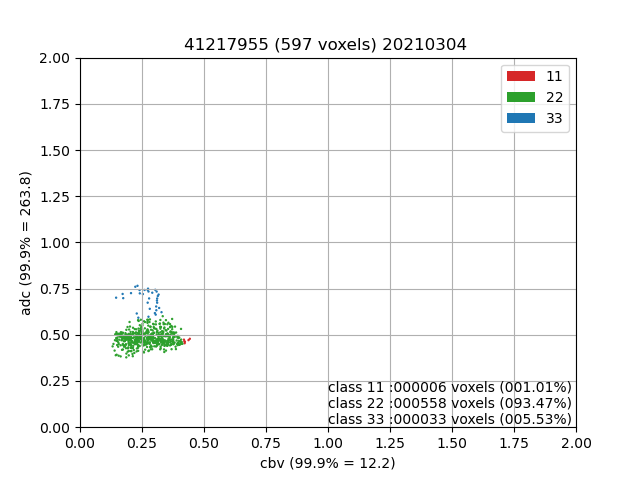 41217955 (597 voxels) 20210304
2.00
1.75
1.50
1.25
1.00
0.75
0.50
0.25
0.00
adc (99.9% = 263.8)
11
22
33
class 11 :000006 voxels (001.01%)
class 22 :000558 voxels (093.47%)
class 33 :000033 voxels (005.53%)
0.00 0.25 0.50 0.75 1.00 1.25 1.50 1.75 2.00
cbv (99.9% = 12.2)